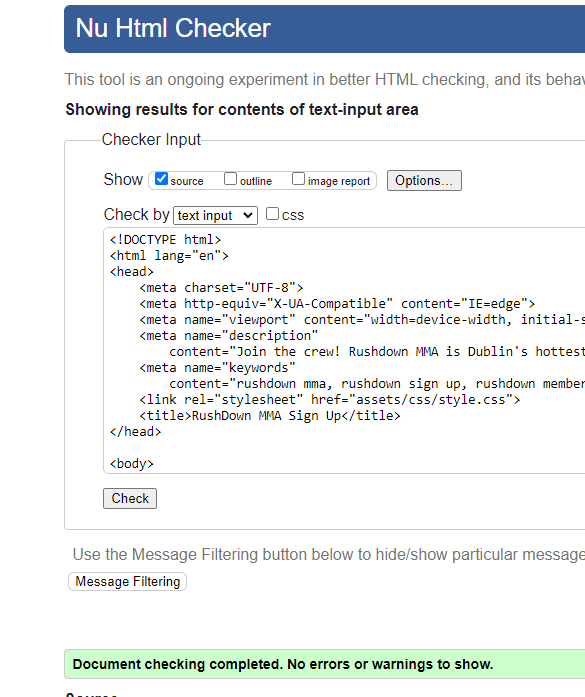 Nu Html Checker
This tool is an ongoing experiment in better HTML checking, and its
Showing results for contents of text-input area
Checker Input
Show source outline image report Options...
Check by text input css
<!DOCTYPE html>
<html lang="en">
<head>
<meta charset="UTF-8">
<meta http-equiv="X-UA-Compatible" content="IE=edge">
<meta name="viewport" content="width=device-width,
<meta name="description"
content="Join the crew! Rushdown MMA is Dublin's hottest
<meta name="keywords"
content="rushdown mma, rushdown sign up, rushdown
<link rel="stylesheet" href="assets/css/style.css">
<title>RushDown MMA Sign Up</title>
</head>
<body>
Check
Use the Message Filtering button below to hide/show particular message
Message Filtering
Document checking completed. No errors or warnings to show.